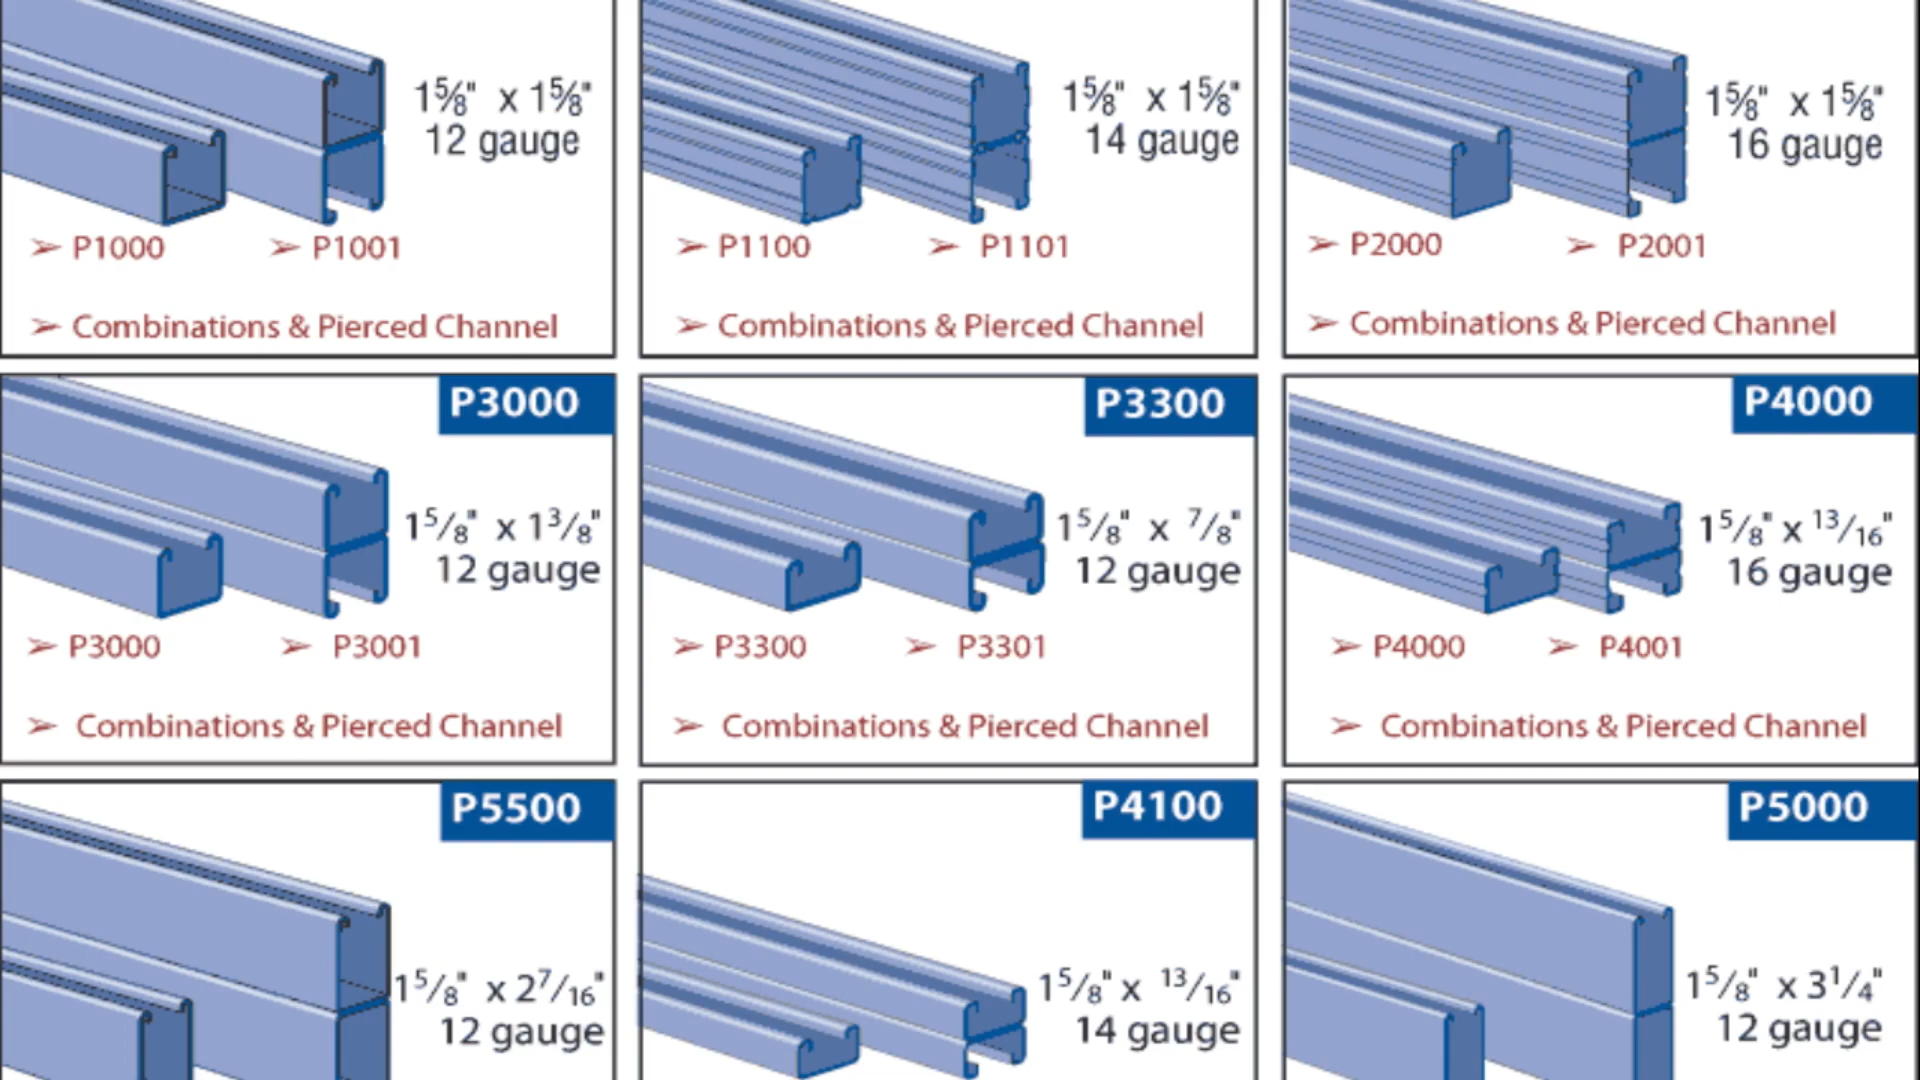 1⅝" x 1⅝"
12 gauge
➢ P1000 ➢ P1001
➢ Combinations & Pierced Channel
1⅝" x 1⅝"
14 gauge
➢ P1100 ➢ P1101
➢ Combinations & Pierced Channel
1⅝" x 1⅝"
16 gauge
➢ P2000 ➢ P2001
➢ Combinations & Pierced Channel
P3000
1⁵/₈" x 1³/₈"
12 gauge
➢ P3000 ➢ P3001
➢ Combinations & Pierced Channel
P3300
1⁵/₈" x ⁷/₈"
12 gauge
➢ P3300 ➢ P3301
➢ Combinations & Pierced Channel
P4000
1⁵/₈" x ¹³/₁₆"
16 gauge
➢ P4000 ➢ P4001
➢ Combinations & Pierced Channel
P5500
1⁵/₈" x 2⁷/₁₆"
12 gauge
P4100
1⁵/₈" x ¹³/₁₆"
14 gauge
P5000
1⁵/₈" x 3¹/₄"
12 gauge